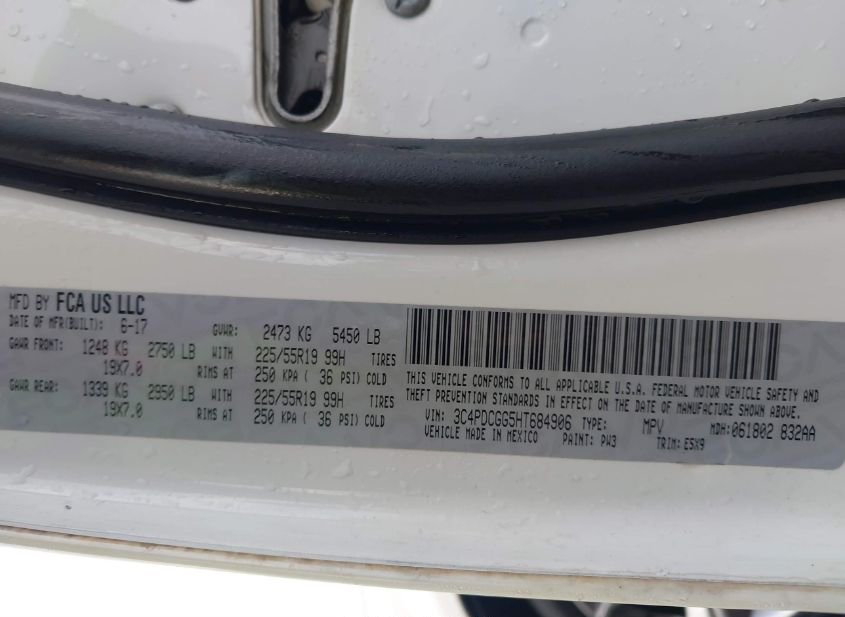 MFD BY FCA US LLC
DATE OF MFR(BUILT): 6-17 GVWR: 2473 KG 5450 LB
GAWR FRONT: 1248 KG 2750 LB WITH 225/55R19 99H TIRES
19X7.0 RIMS AT 250 KPA ( 36 PSI) COLD
GAWR REAR: 1339 KG 2950 LB WITH 225/55R19 99H TIRES
19X7.0 RIMS AT 250 KPA ( 36 PSI) COLD
THIS VEHICLE CONFORMS TO ALL APPLICABLE U.S.A. FEDERAL MOTOR VEHICLE SAFETY AND
THEFT PREVENTION STANDARDS IN EFFECT ON THE DATE OF MANUFACTURE SHOWN ABOVE.
VIN: 3C4PDCGG5HT684906 TYPE: MPV MDH:061802 832AA
VEHICLE MADE IN MEXICO PAINT: PW3 TRIM: E5X9